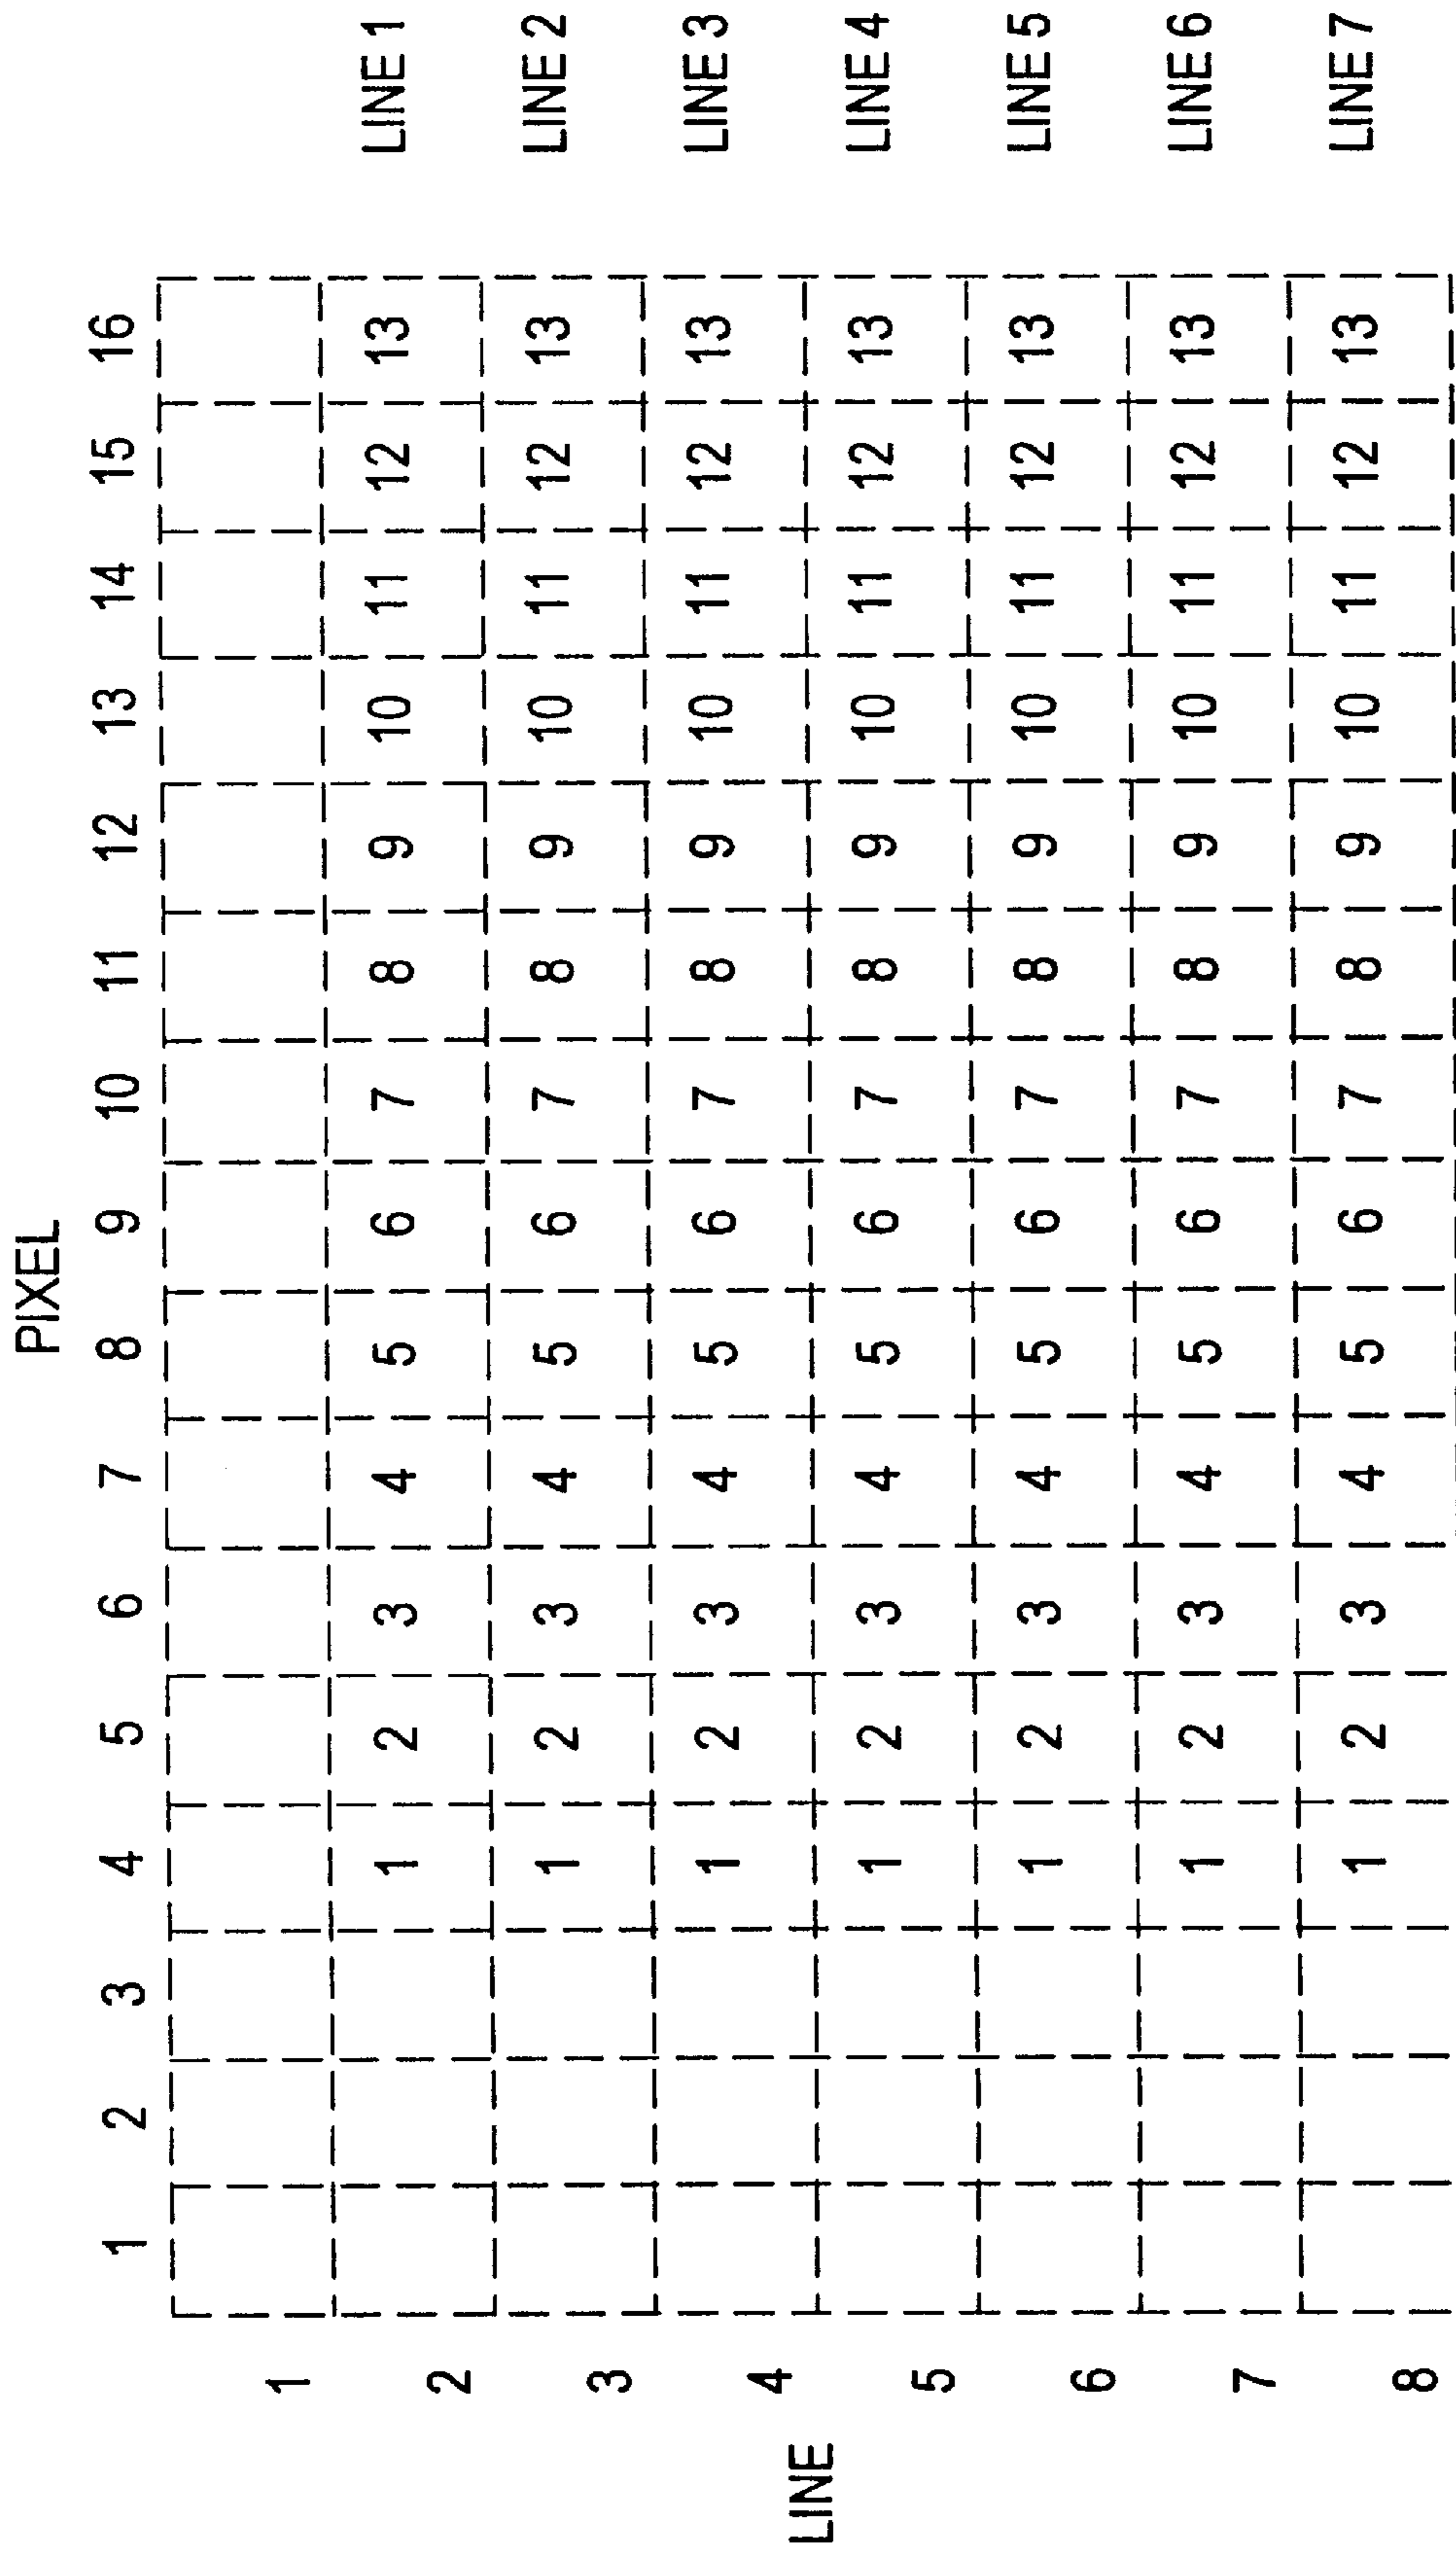 PIXEL
1 2 3 4 5 6 7 8 9 10 11 12 13 14 15 16
1
2 1 2 3 4 5 6 7 8 9 10 11 12 13 LINE 1
3 1 2 3 4 5 6 7 8 9 10 11 12 13 LINE 2
4 1 2 3 4 5 6 7 8 9 10 11 12 13 LINE 3
LINE
5 1 2 3 4 5 6 7 8 9 10 11 12 13 LINE 4
6 1 2 3 4 5 6 7 8 9 10 11 12 13 LINE 5
7 1 2 3 4 5 6 7 8 9 10 11 12 13 LINE 6
8 1 2 3 4 5 6 7 8 9 10 11 12 13 LINE 7